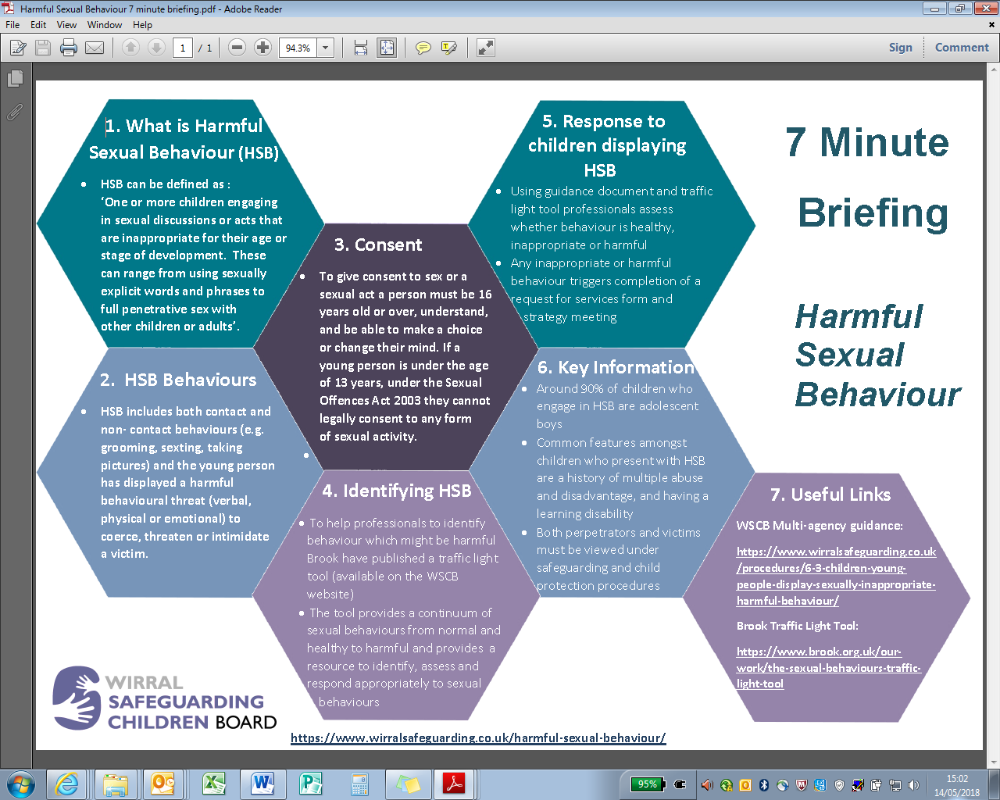 Harmful Sexual Behaviour 7 minute briefing.pdf - Adobe Reader
File Edit View Window Help
1 / 1 94.3% Sign Comment
1. What is Harmful
Sexual Behaviour (HSB)
HSB can be defined as :
‘One or more children engaging
in sexual discussions or acts that
are inappropriate for their age or
stage of development. These
can range from using sexually
explicit words and phrases to
full penetrative sex with
other children or adults’.
2. HSB Behaviours
HSB includes both contact and
non- contact behaviours (e.g.
grooming, sexting, taking
pictures) and the young person
has displayed a harmful
behavioural threat (verbal,
physical or emotional) to
coerce, threaten or intimidate
a victim.
3. Consent
To give consent to sex or a
sexual act a person must be 16
years old or over, understand,
and be able to make a choice
or change their mind. If a
young person is under the age
of 13 years, under the Sexual
Offences Act 2003 they cannot
legally consent to any form
of sexual activity.
4. Identifying HSB
To help professionals to identify
behaviour which might be harmful
Brook have published a traffic light
tool (available on the WSCB
website)
The tool provides a continuum of
sexual behaviours from normal and
healthy to harmful and provides a
resource to identify, assess and
respond appropriately to sexual
behaviours
5. Response to
children displaying
HSB
Using guidance document and traffic
light tool professionals assess
whether behaviour is healthy,
inappropriate or harmful
Any inappropriate or harmful
behaviour triggers completion of a
request for services form and
strategy meeting
6. Key Information
Around 90% of children who
engage in HSB are adolescent
boys
Common features amongst
children who present with HSB
are a history of multiple abuse
and disadvantage, and having a
learning disability
Both perpetrators and victims
must be viewed under
safeguarding and child
protection procedures
7 Minute
Briefing
Harmful
Sexual
Behaviour
7. Useful Links
WSCB Multi-agency guidance:
https://www.wirralsafeguarding.co.uk
/procedures/6-3-children-young-
people-display-sexually-inappropriate-
harmful-behaviour/
Brook Traffic Light Tool:
https://www.brook.org.uk/our-
work/the-sexual-behaviours-traffic-
light-tool
WIRRAL
SAFEGUARDING
CHILDREN BOARD
https://www.wirralsafeguarding.co.uk/harmful-sexual-behaviour/
95%
15:02
14/05/2018